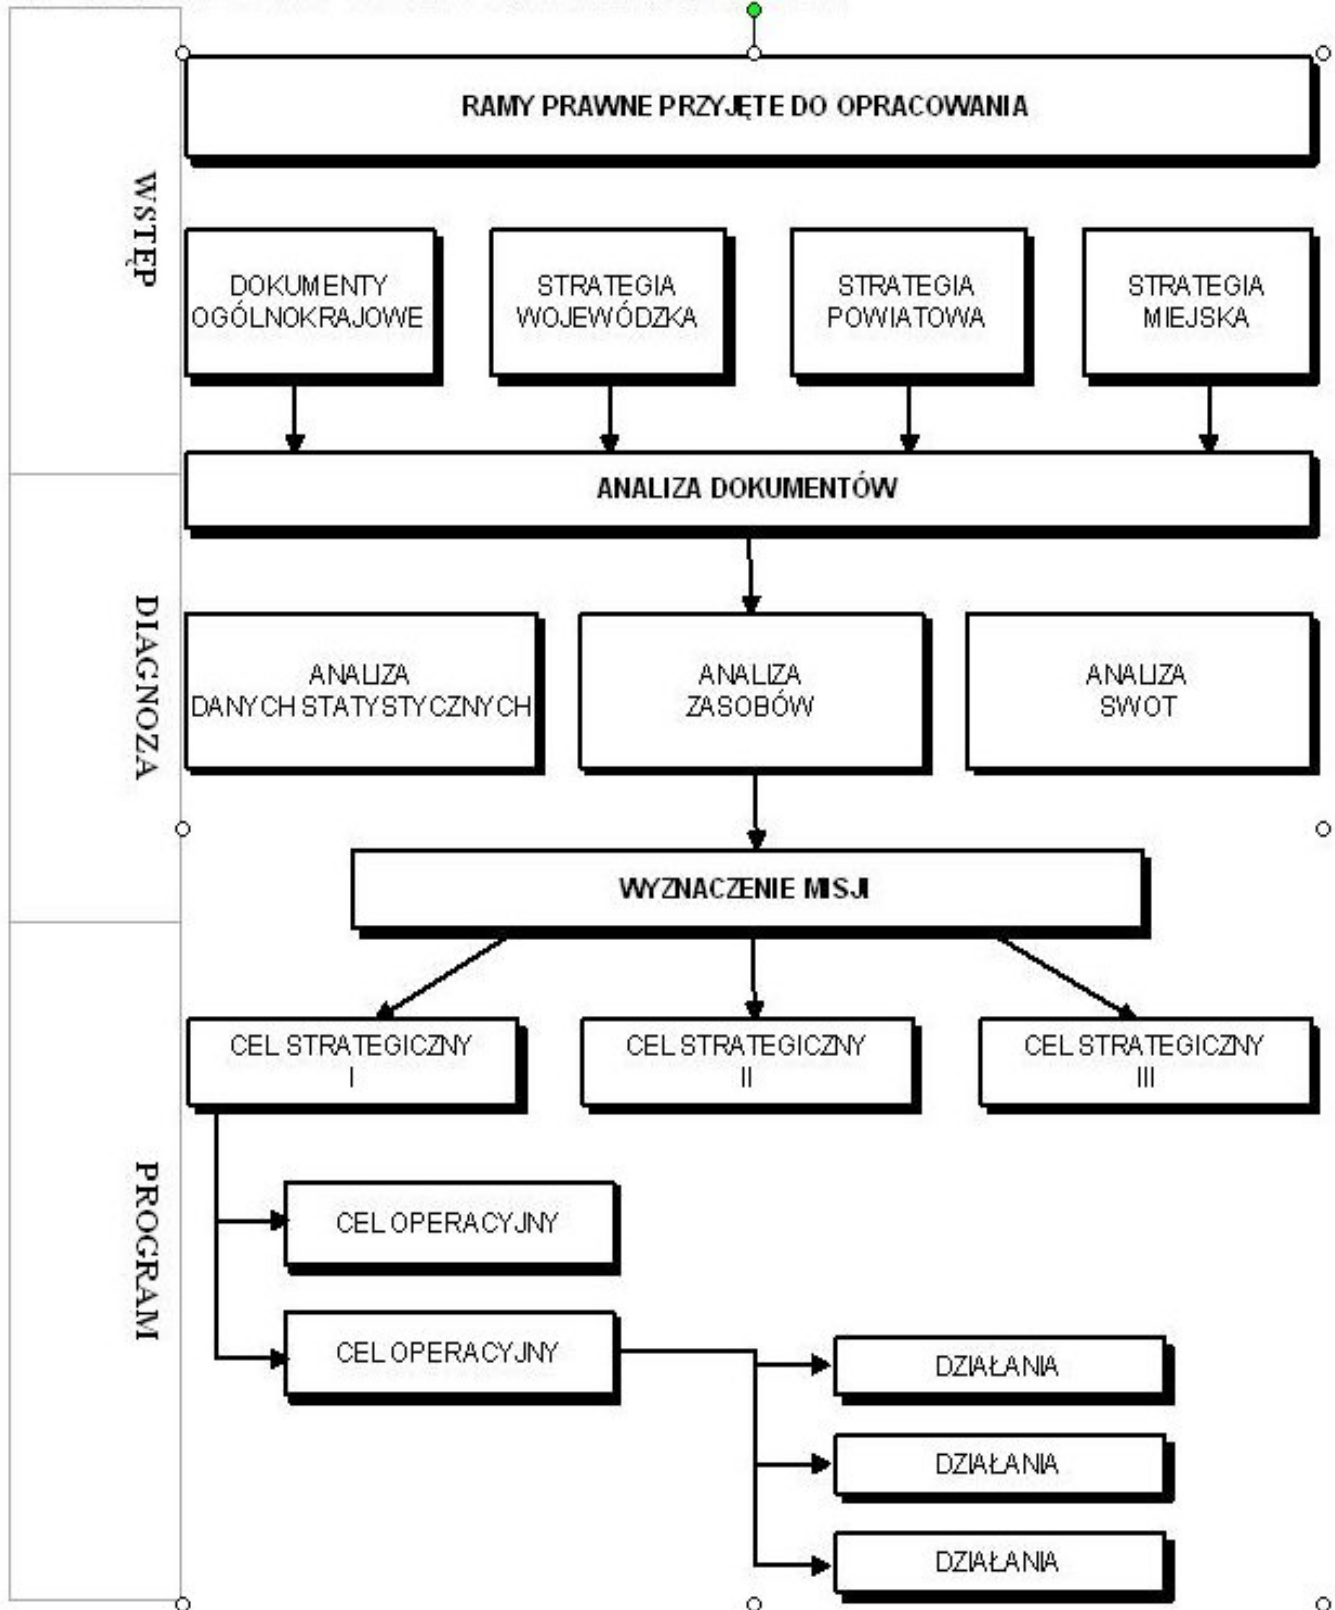 WSTĘP
RAMY PRAWNE PRZYJĘTE DO OPRACOWANIA
DOKUMENTY
OGÓLNOKRAJOWE
STRATEGIA
WOJEWÓDZKA
STRATEGIA
POWIATOWA
STRATEGIA
MIEJSKA
DIAGNOZA
ANALIZA DOKUMENTÓW
ANALIZA
DANYCH STATYSTYCZNYCH
ANALIZA
ZASOBÓW
ANALIZA
SWOT
WYZNACZENIE MISJI
PROGRAM
CEL STRATEGICZNY
I
CEL STRATEGICZNY
II
CEL STRATEGICZNY
III
CEL OPERACYJNY
CEL OPERACYJNY
DZIAŁANIA
DZIAŁANIA
DZIAŁANIA